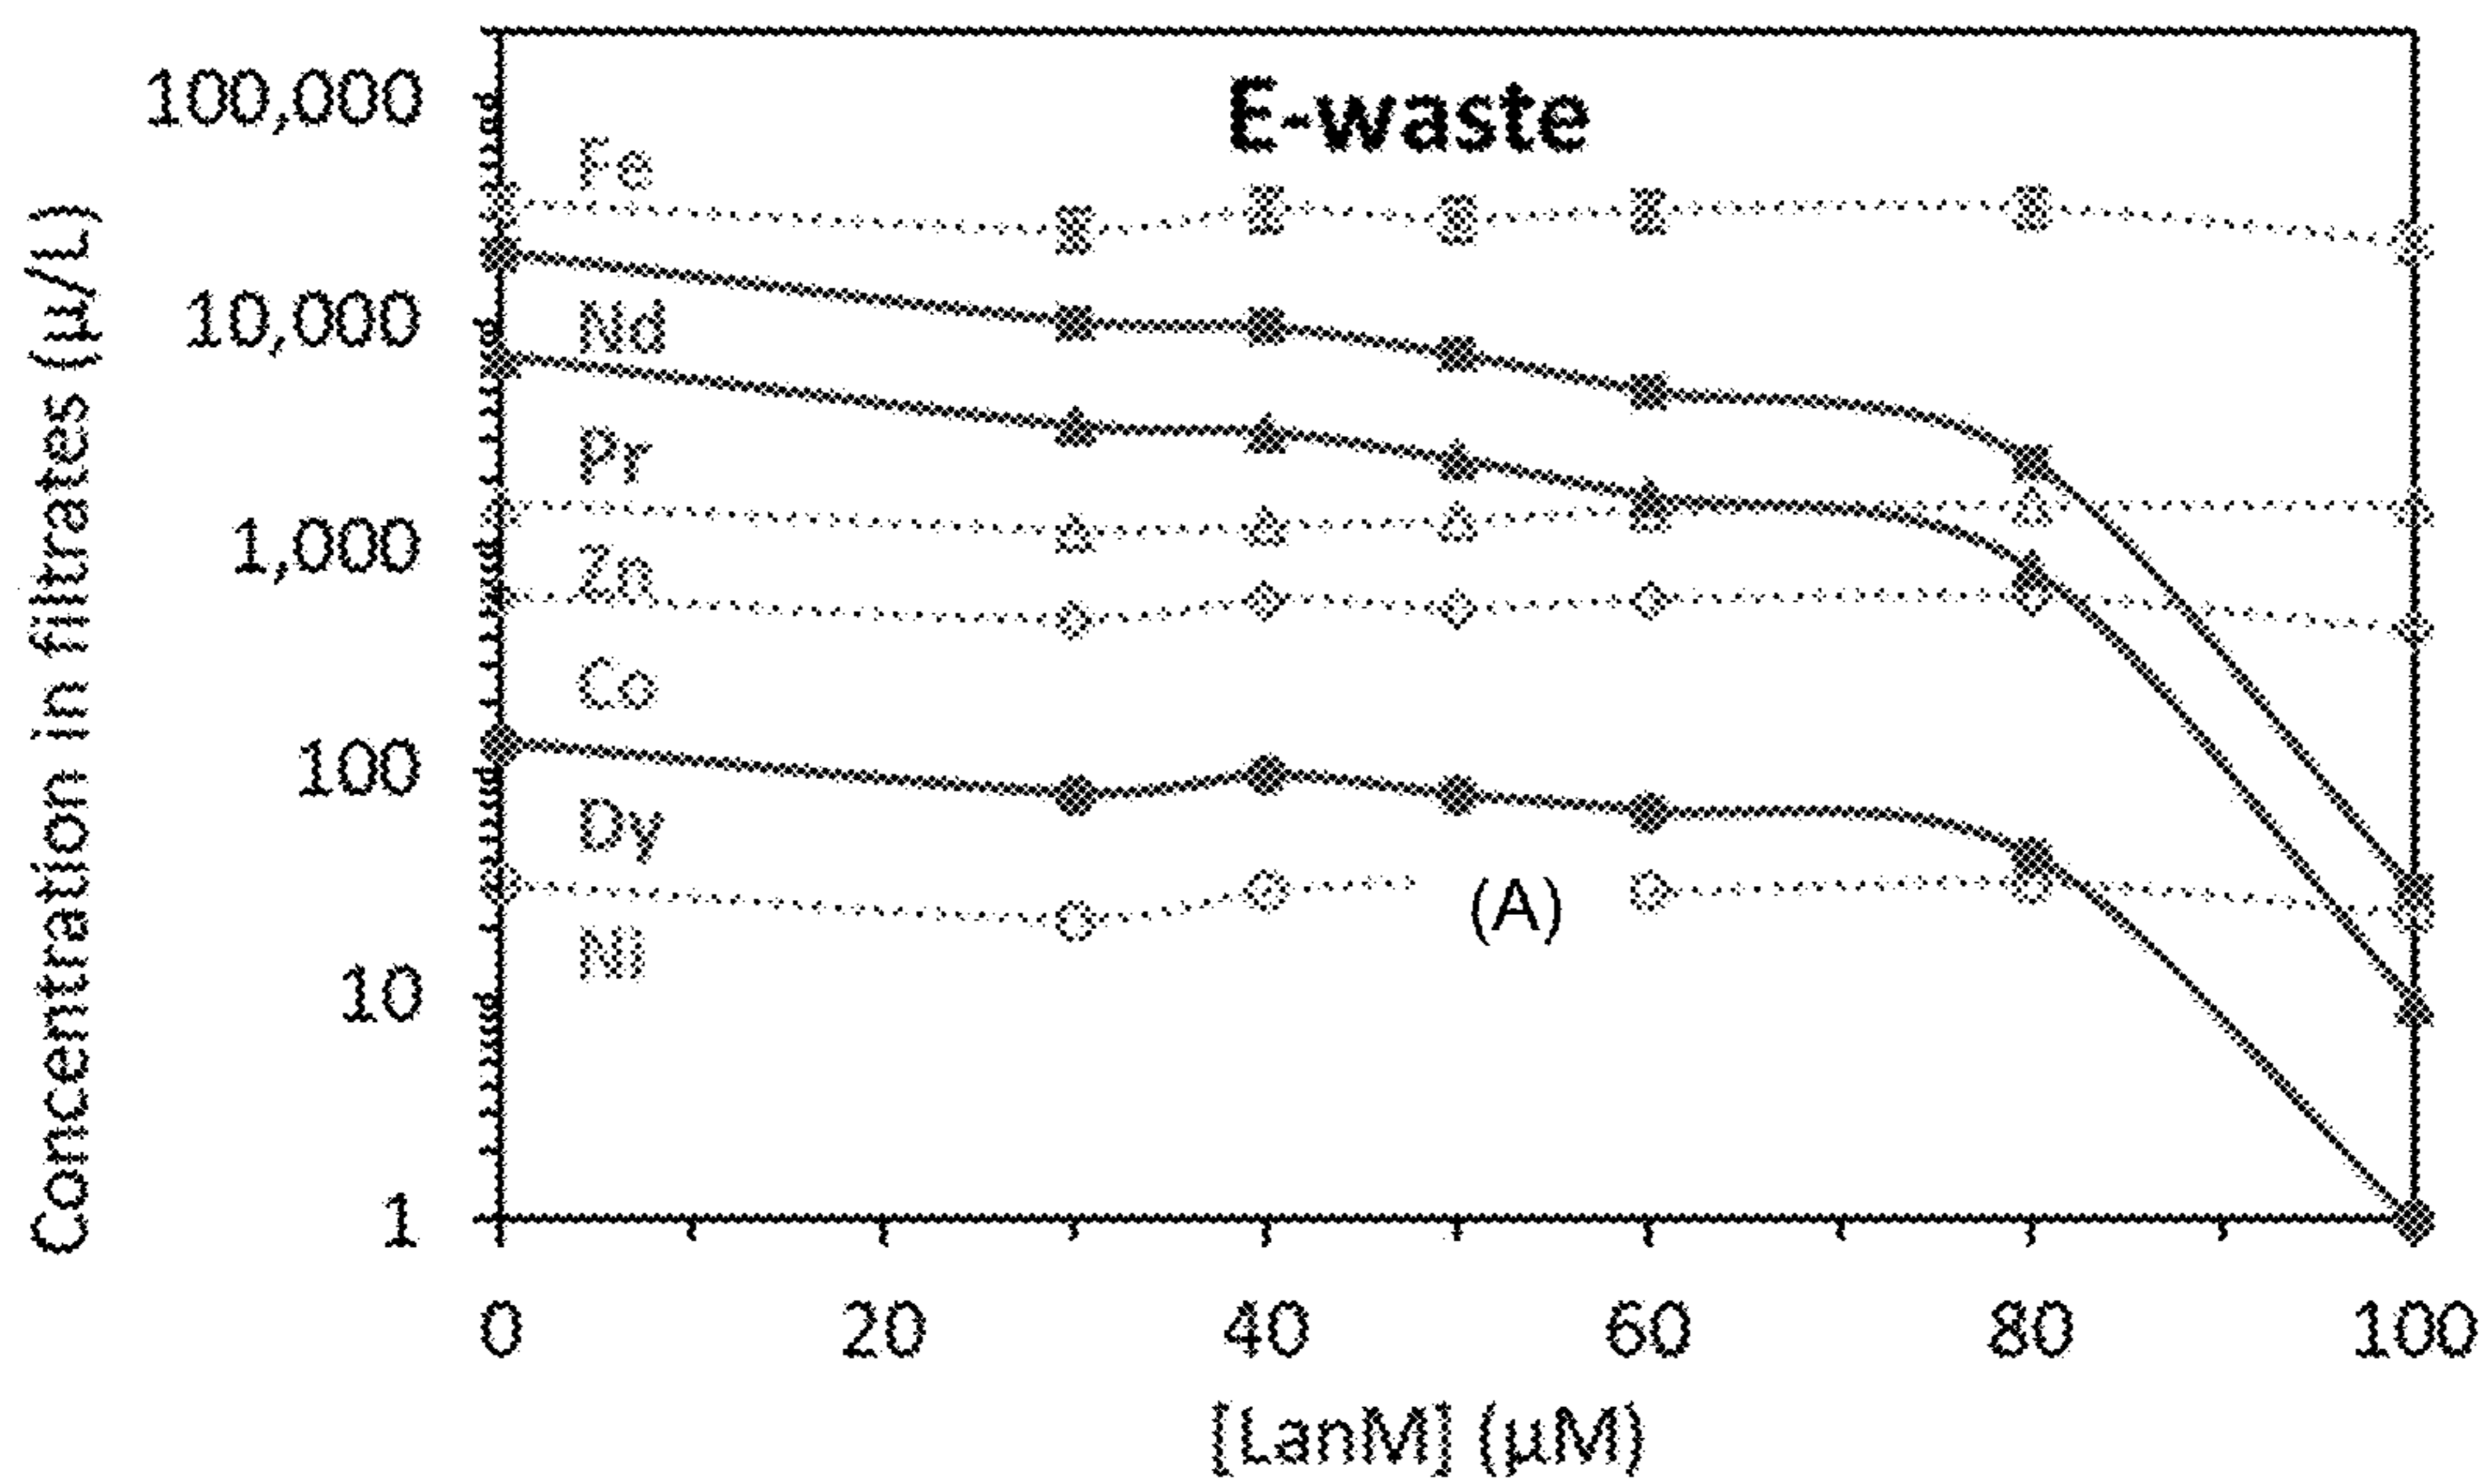 E-waste
Concentration in filtrates (µ/L)
100,000
10,000
1,000
100
10
1
Fe
Nd
Pr
Zn
Co
Dy
Ni
(A)
0 20 40 60 80 100
[LanM] (µM)